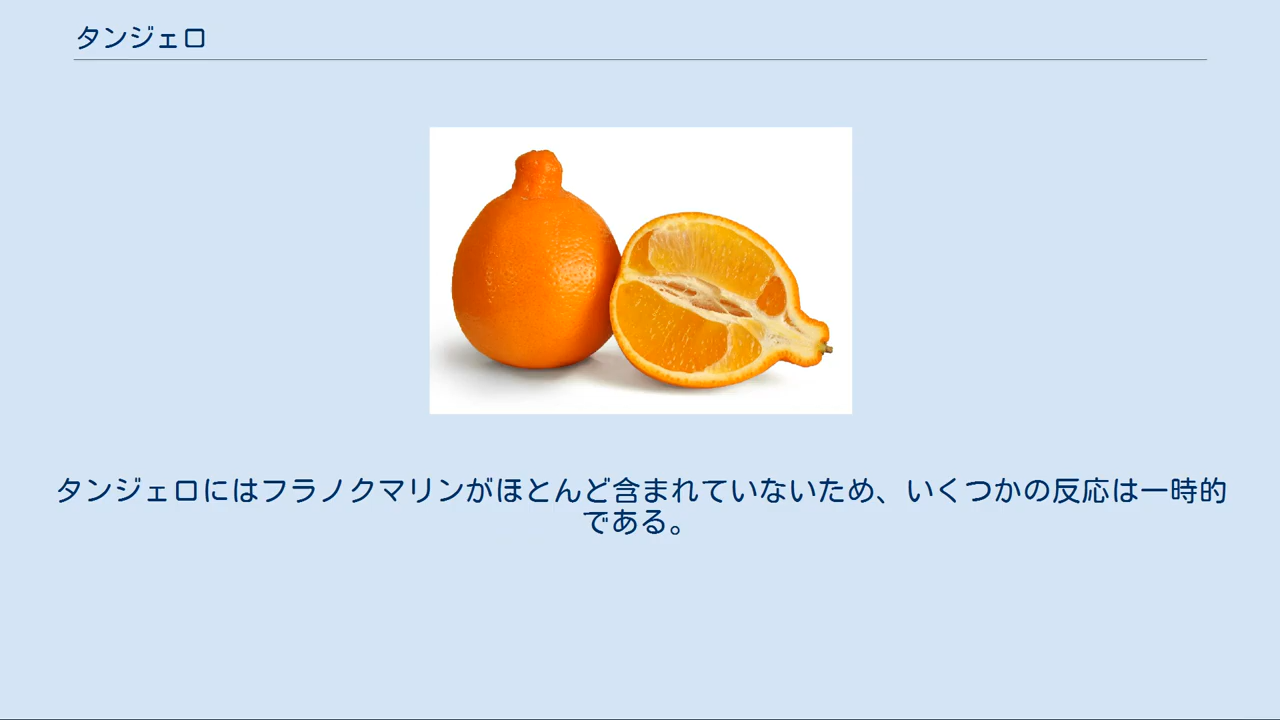 タンジェロ
タンジェロにはフラノクマリンがほとんど含まれていないため、いくつかの反応は一時的
である。